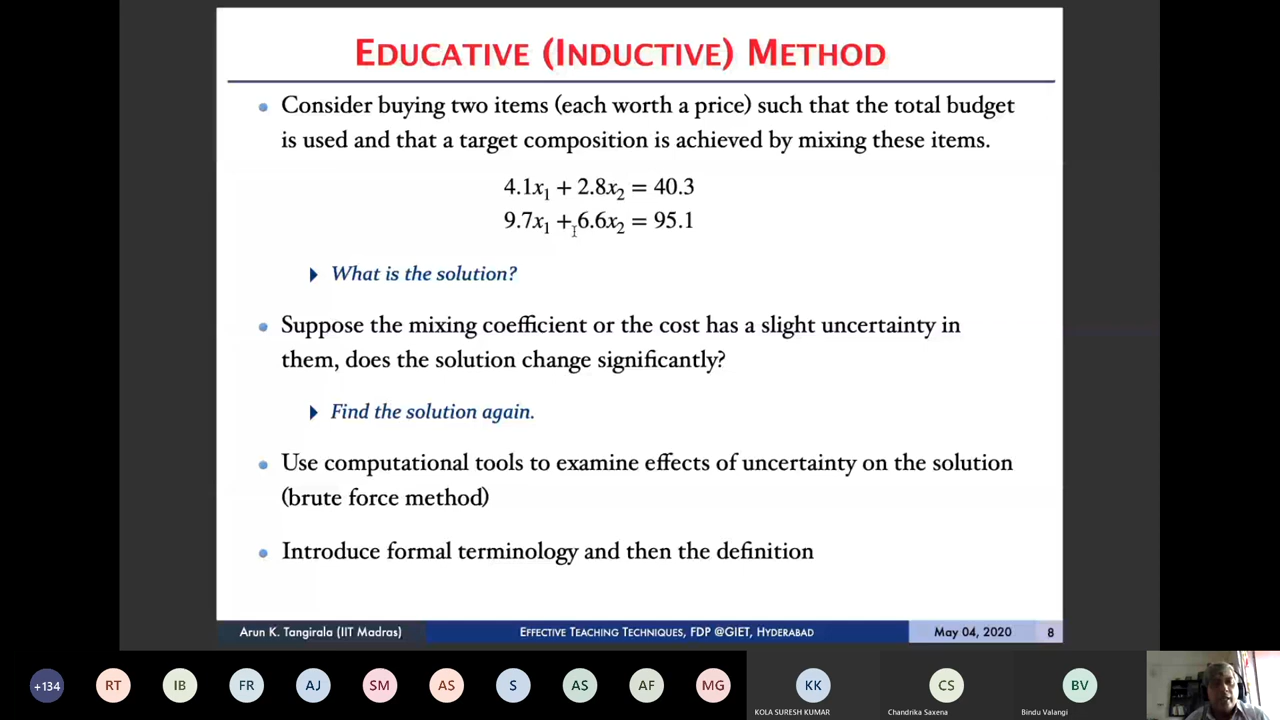 EDUCATIVE (INDUCTIVE) METHOD
Consider buying two items (each worth a price) such that the total budget
is used and that a target composition is achieved by mixing these items.
4.1x₁ + 2.8x₂ = 40.3
9.7x₁ + 6.6x₂ = 95.1
What is the solution?
Suppose the mixing coefficient or the cost has a slight uncertainty in
them, does the solution change significantly?
Find the solution again.
Use computational tools to examine effects of uncertainty on the solution
(brute force method)
Introduce formal terminology and then the definition
Arun K. Tangirala (IIT Madras) EFFECTIVE TEACHING TECHNIQUES, FDP @GIET, HYDERABAD May 04, 2020 8
+134 RT IB FR AJ SM AS S AS AF MG KK CS BV
KOLA SURESH KUMAR Chandrika Saxena Bindu Valangi